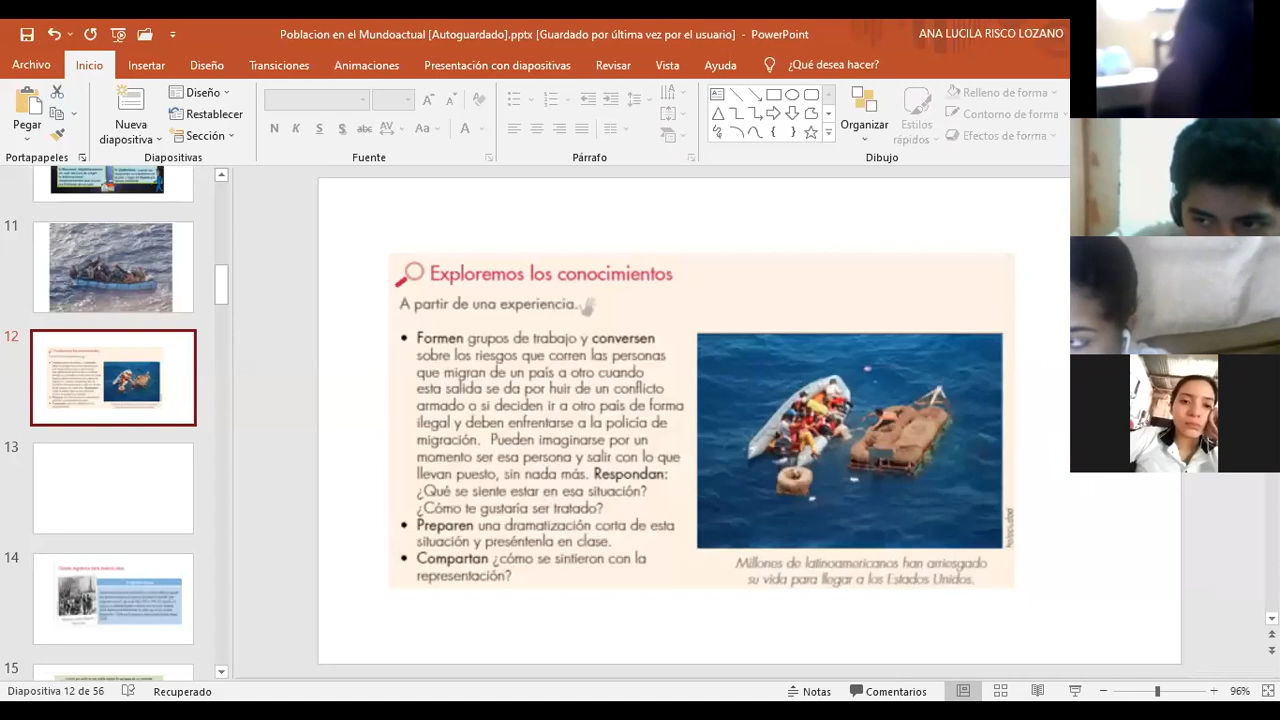 Poblacion en el Mundoactual [Autoguardado].pptx [Guardado por última vez por el usuario] - PowerPoint
ANA LUCILA RISCO LOZANO
Archivo Inicio Insertar Diseño Transiciones Animaciones Presentación con diapositivas Revisar Vista Ayuda ¿Qué desea hacer?
Pegar
Nueva
diapositiva
Diseño
Restablecer
Sección
N K S S abc AV Aa A
Organizar
Estilos
rápidos
Relleno de forma
Contorno de forma
Efectos de forma
Portapapeles Diapositivas Fuente Párrafo Dibujo
11
12
13
14
15
Exploremos los conocimientos
A partir de una experiencia.
• Formen grupos de trabajo y conversen
sobre los riesgos que corren las personas
que migran de un país a otro cuando
esta salida se da por huir de un conflicto
armado o si deciden ir a otro país de forma
ilegal y deben enfrentarse a la policía de
migración. Pueden imaginarse por un
momento ser esa persona y salir con lo que
llevan puesto, sin nada más. Respondan:
¿Qué se siente estar en esa situación?
¿Cómo te gustaría ser tratado?
• Preparen una dramatización corta de esta
situación y preséntenla en clase.
• Compartan ¿cómo se sintieron con la
representación?
Millones de latinoamericanos han arriesgado
su vida para llegar a los Estados Unidos.
Diapositiva 12 de 56 Recuperado Notas Comentarios 96%